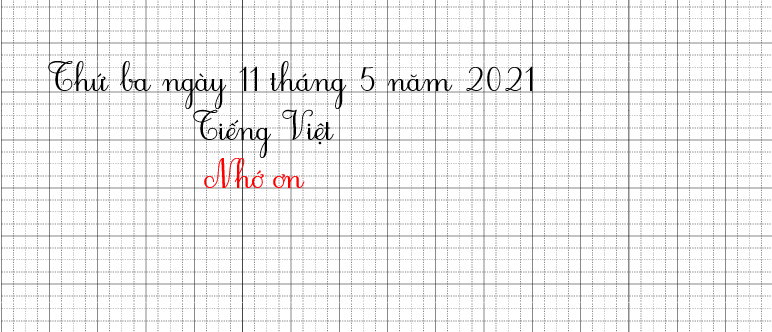 Thứ ba ngày 11 tháng 5 năm 2021
Tiếng Việt
Nhớ ơn